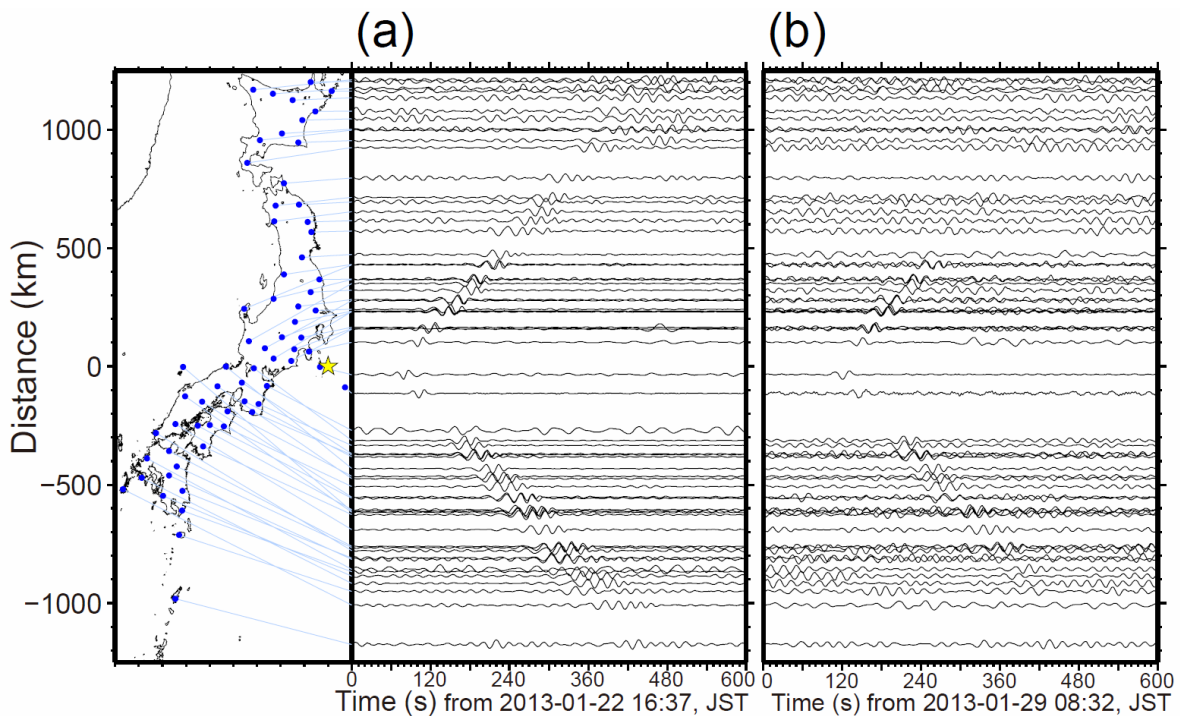 (a) (b)
Distance (km)
1000
500
0
−500
−1000
0 120 240 360 480 600
0 120 240 360 480 600
Time (s) from 2013-01-22 16:37, JST
Time (s) from 2013-01-29 08:32, JST